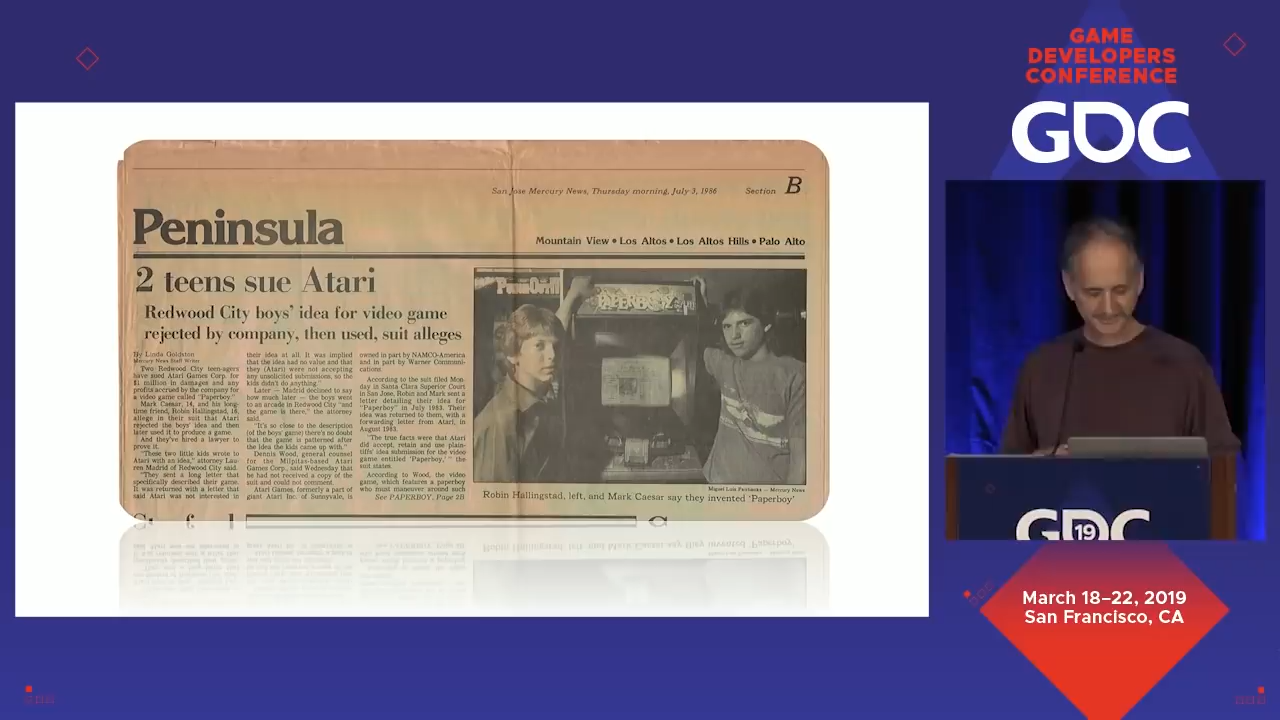 GAME
DEVELOPERS
CONFERENCE
GDC
San Jose Mercury News, Thursday morning, July 3, 1986 Section B
Peninsula
Mountain View • Los Altos • Los Altos Hills • Palo Alto
2 teens sue Atari
Redwood City boys' idea for video game
rejected by company, then used, suit alleges
By Linda Goldston
Mercury News Staff Writer
Two Redwood City teen-agers
have sued Atari Games Corp. for
$1 million in damages and any
profits accrued by the company for
a video game called "Paperboy."
Mark Caesar, 14, and his long-
time friend, Robin Hallingstad, 16,
allege in their suit that Atari
rejected the boys' idea and then
later used it to produce a game.
And they've hired a lawyer to
prove it.
"These two little kids wrote to
Atari with an idea," attorney Lau-
ren Madrid of Redwood City said.
"They sent a long letter that
specifically described their game.
It was returned with a letter that
said Atari was not interested in
their idea at all. It was implied
that the idea had no value and that
they (Atari) were not accepting
any unsolicited submissions, so the
kids didn't do anything."
Later — Madrid declined to say
how much later — the boys went
to an arcade in Redwood City "and
the game is there," the attorney
said.
"It's so close to the description
(of the boys' game) there's no doubt
that the game is patterned after
the idea the kids came up with."
Dennis Wood, general counsel
for the Milpitas-based Atari
Games Corp., said Wednesday that
he had not received a copy of the
suit and could not comment.
Atari Games, formerly a part of
giant Atari Inc. of Sunnyvale, is
owned in part by NAMCO-America
and in part by Warner Communi-
cations.
According to the suit filed Mon-
day in Santa Clara Superior Court
in San Jose, Robin and Mark sent a
letter detailing their idea for
"Paperboy" in July 1983. Their
idea was returned to them, with a
forwarding letter from Atari, in
August 1983.
"The true facts were that Atari
did accept, retain and use plain-
tiffs' idea submission for the video
game entitled 'Paperboy,'" the
suit states.
According to Wood, the video
game, which features a paperboy
who must maneuver around such
See PAPERBOY, Page 2B
PAPERBOY
Miguel Luis Fairbanks — Mercury News
Robin Hallingstad, left, and Mark Caesar say they invented 'Paperboy'
GDC
19
March 18–22, 2019
San Francisco, CA